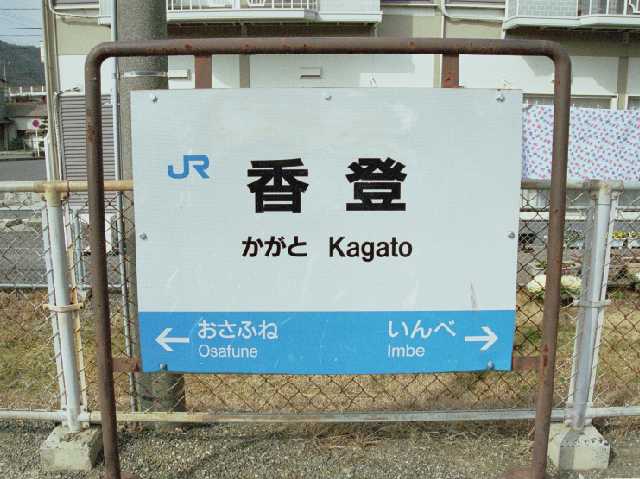 JR
香登
かがと Kagato
← おさふね いんべ →
Osafune Imbe